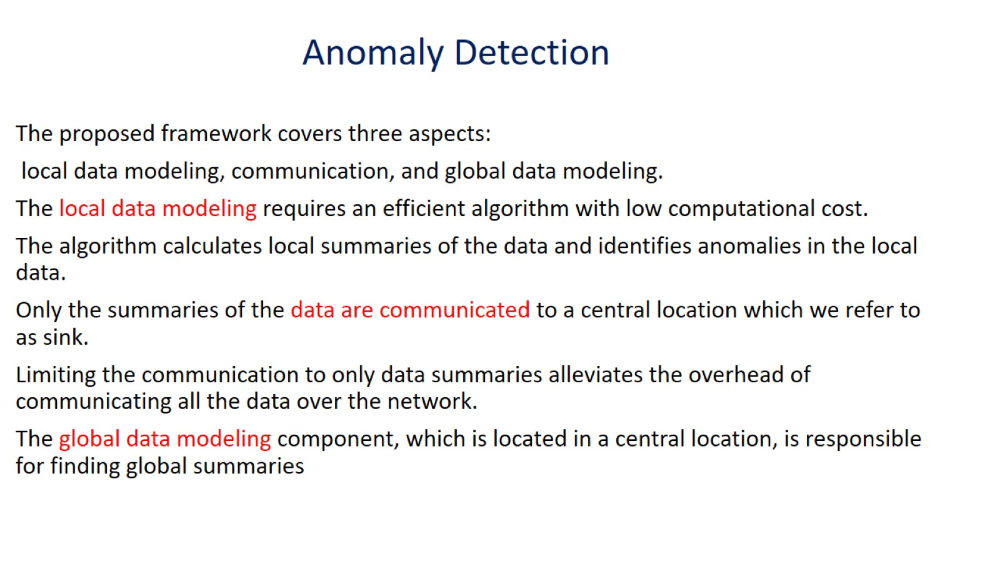 Anomaly Detection
The proposed framework covers three aspects:
local data modeling, communication, and global data modeling.
The local data modeling requires an efficient algorithm with low computational cost.
The algorithm calculates local summaries of the data and identifies anomalies in the local
data.
Only the summaries of the data are communicated to a central location which we refer to
as sink.
Limiting the communication to only data summaries alleviates the overhead of
communicating all the data over the network.
The global data modeling component, which is located in a central location, is responsible
for finding global summaries